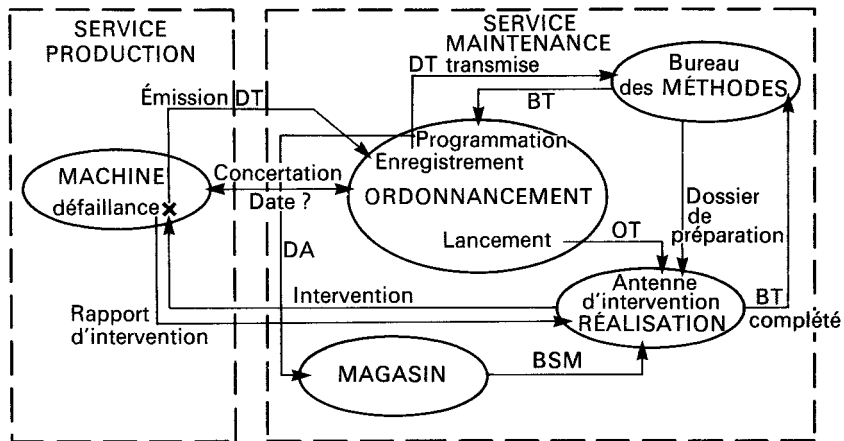 SERVICE
PRODUCTION
SERVICE
MAINTENANCE
DT transmise
Bureau
des MÉTHODES
Émission DT
BT
Programmation
Enregistrement
MACHINE
défaillance
Concertation
Date ?
ORDONNANCEMENT
Dossier
de
préparation
Lancement
OT
DA
Intervention
Antenne
d'intervention
RÉALISATION
BT
complété
Rapport
d'intervention
MAGASIN
BSM